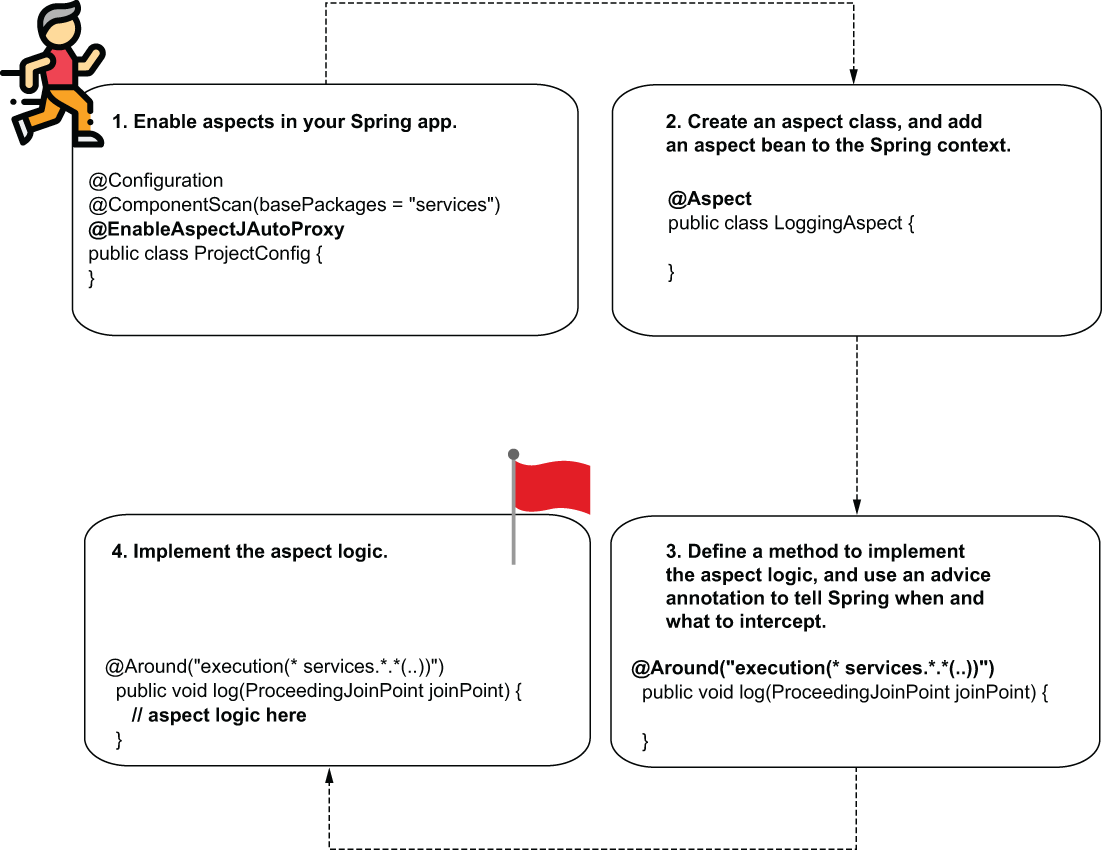 1. Enable aspects in your Spring app.
@Configuration
@ComponentScan(basePackages = "services")
@EnableAspectJAutoProxy
public class ProjectConfig {
}
2. Create an aspect class, and add
an aspect bean to the Spring context.
@Aspect
public class LoggingAspect {
}
3. Define a method to implement
the aspect logic, and use an advice
annotation to tell Spring when and
what to intercept.
@Around("execution(* services.*.*(..))")
public void log(ProceedingJoinPoint joinPoint) {
}
4. Implement the aspect logic.
@Around("execution(* services.*.*(..))")
public void log(ProceedingJoinPoint joinPoint) {
// aspect logic here
}